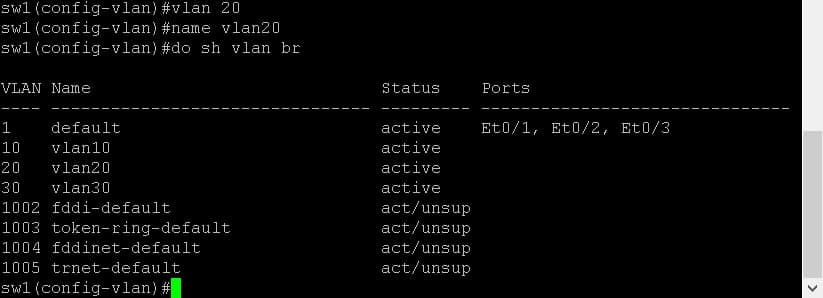 sw1(config-vlan)#vlan 20
sw1(config-vlan)#name vlan20
sw1(config-vlan)#do sh vlan br
VLAN Name                             Status    Ports
---- -------------------------------- --------- -------------------------------
1    default                          active    Et0/1, Et0/2, Et0/3
10   vlan10                           active
20   vlan20                           active
30   vlan30                           active
1002 fddi-default                     act/unsup
1003 token-ring-default               act/unsup
1004 fddinet-default                  act/unsup
1005 trnet-default                    act/unsup
sw1(config-vlan)#